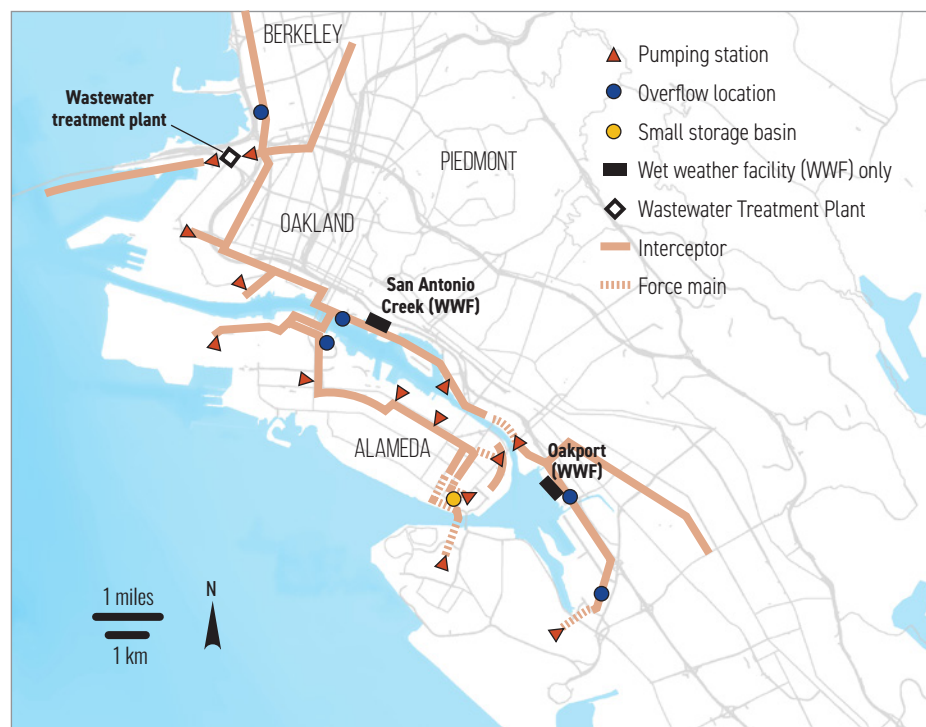 BERKELEY
Wastewater
treatment plant
PIEDMONT
OAKLAND
San Antonio
Creek (WWF)
ALAMEDA
Oakport
(WWF)
Pumping station
Overflow location
Small storage basin
Wet weather facility (WWF) only
Wastewater Treatment Plant
Interceptor
Force main
1 miles
1 km
N